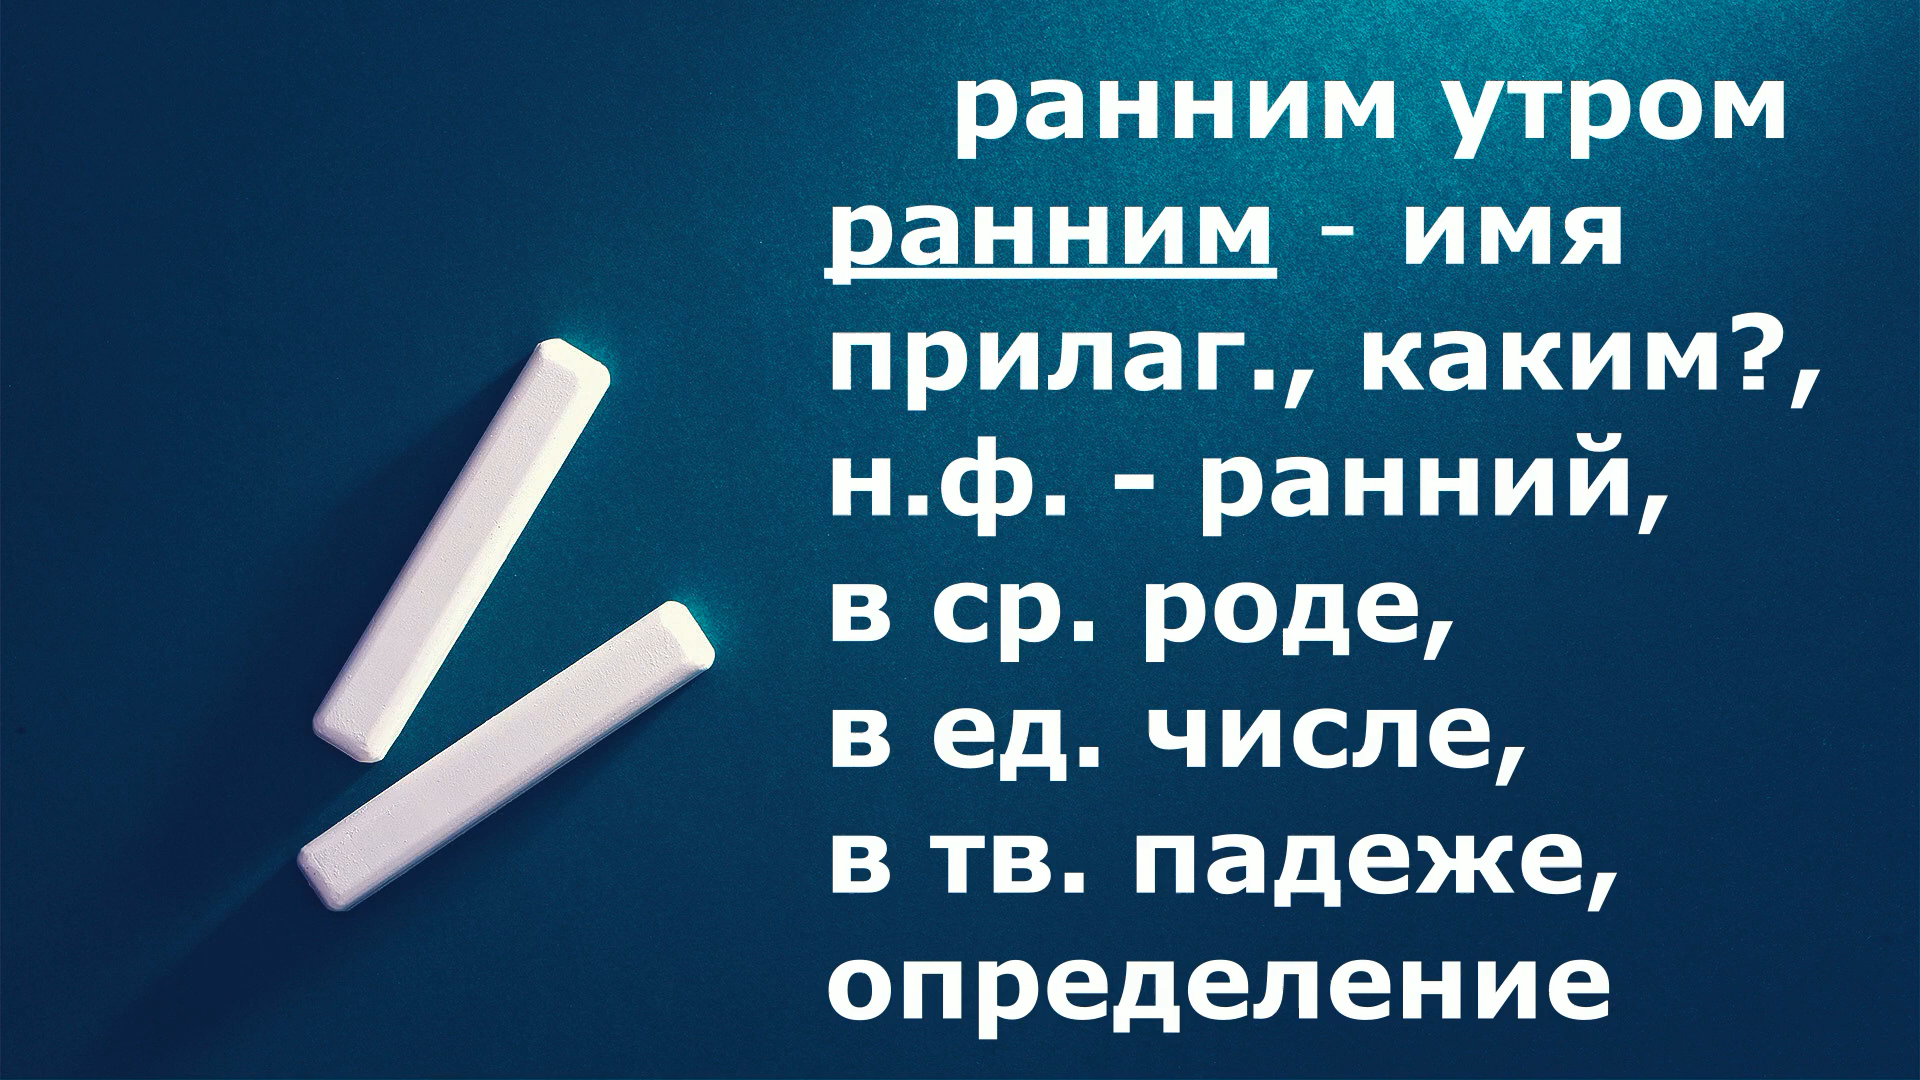 ранним утром
ранним - имя
прилаг., каким?,
н.ф. - ранний,
в ср. роде,
в ед. числе,
в тв. падеже,
определение